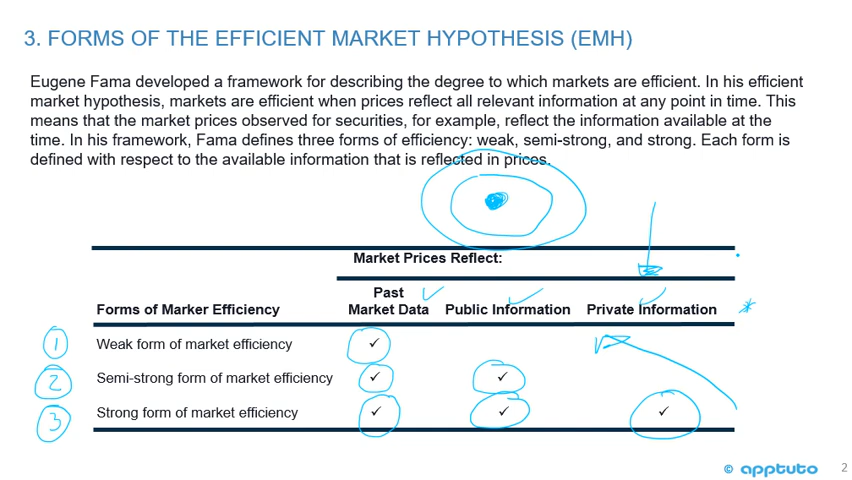 3. FORMS OF THE EFFICIENT MARKET HYPOTHESIS (EMH)
Eugene Fama developed a framework for describing the degree to which markets are efficient. In his efficient
market hypothesis, markets are efficient when prices reflect all relevant information at any point in time. This
means that the market prices observed for securities, for example, reflect the information available at the
time. In his framework, Fama defines three forms of efficiency: weak, semi-strong, and strong. Each form is
defined with respect to the available information that is reflected in prices.
Market Prices Reflect:
Forms of Marker Efficiency Past Market Data ✓ Public Information ✓ Private Information ✓ *
1 Weak form of market efficiency ✓
2 Semi-strong form of market efficiency ✓ ✓
3 Strong form of market efficiency ✓ ✓ ✓
© apptuto 2